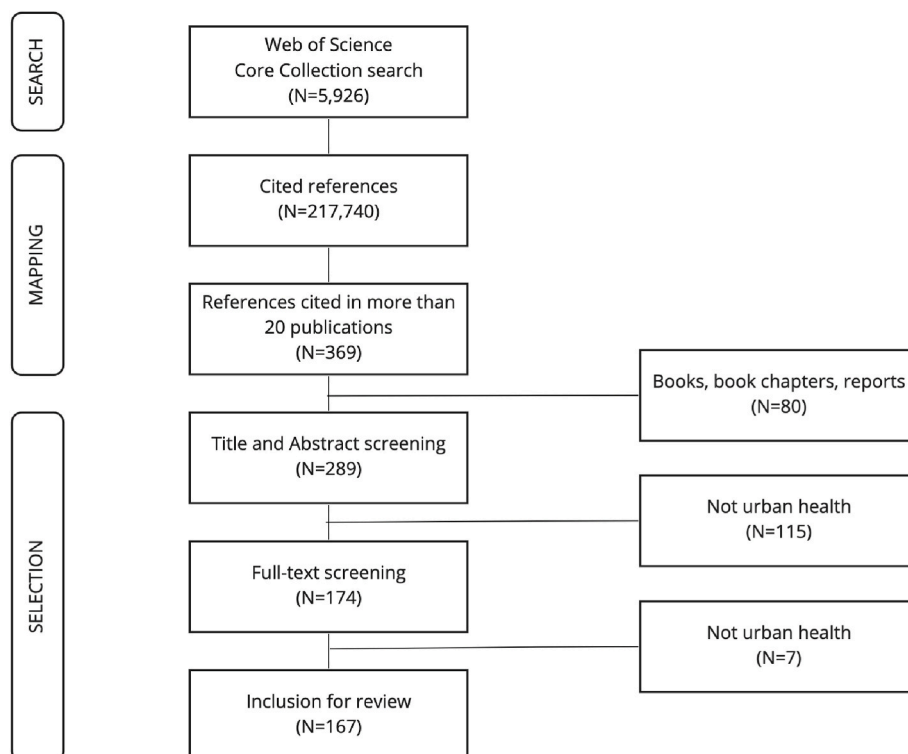 SEARCH
Web of Science
Core Collection search
(N=5,926)
MAPPING
Cited references
(N=217,740)
References cited in more than
20 publications
(N=369)
Books, book chapters, reports
(N=80)
SELECTION
Title and Abstract screening
(N=289)
Not urban health
(N=115)
Full-text screening
(N=174)
Not urban health
(N=7)
Inclusion for review
(N=167)